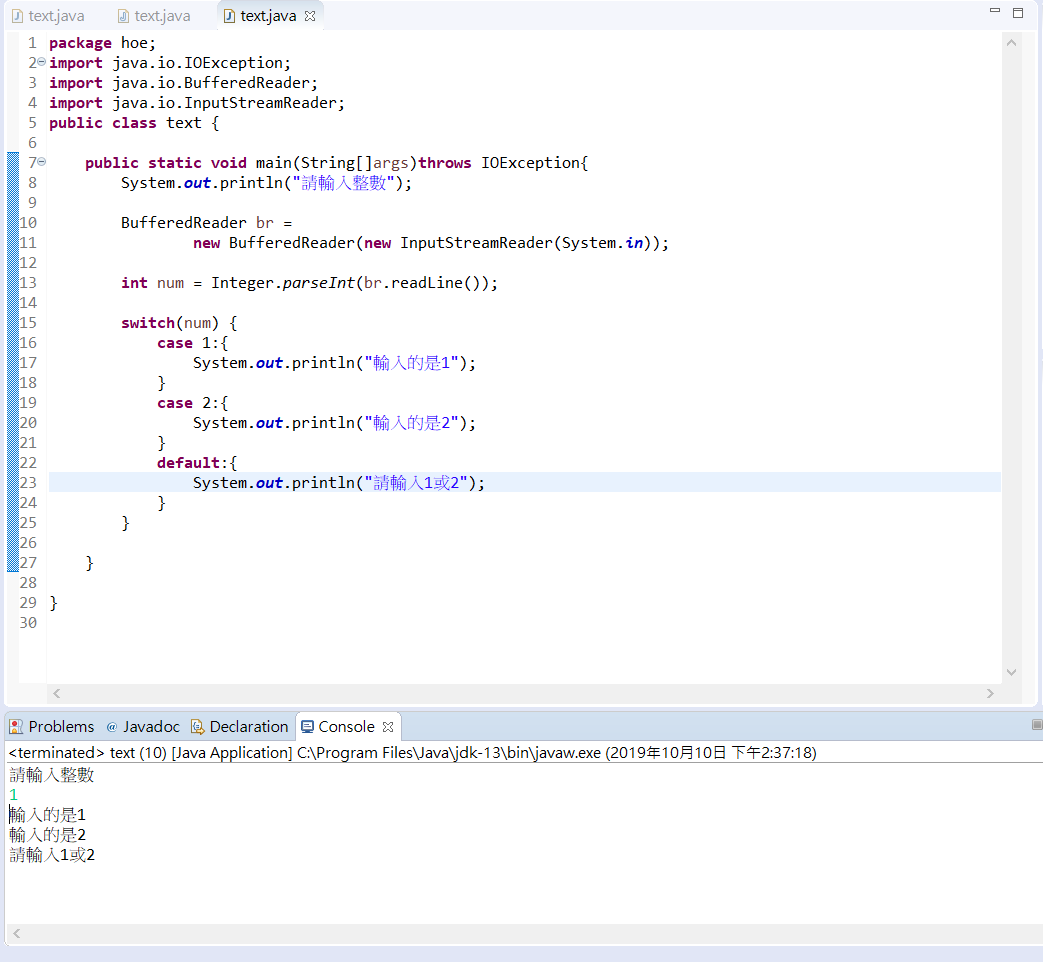 text.java text.java text.java
1 package hoe;
2 import java.io.IOException;
3 import java.io.BufferedReader;
4 import java.io.InputStreamReader;
5 public class text {
6
7 public static void main(String[]args)throws IOException{
8 System.out.println("請輸入整數");
9
10 BufferedReader br =
11 new BufferedReader(new InputStreamReader(System.in));
12
13 int num = Integer.parseInt(br.readLine());
14
15 switch(num) {
16 case 1:{
17 System.out.println("輸入的是1");
18 }
19 case 2:{
20 System.out.println("輸入的是2");
21 }
22 default:{
23 System.out.println("請輸入1或2");
24 }
25 }
26
27 }
28
29 }
30
Problems @ Javadoc Declaration Console
<terminated> text (10) [Java Application] C:\Program Files\Java\jdk-13\bin\javaw.exe (2019年10月10日 下午2:37:18)
請輸入整數
1
輸入的是1
輸入的是2
請輸入1或2